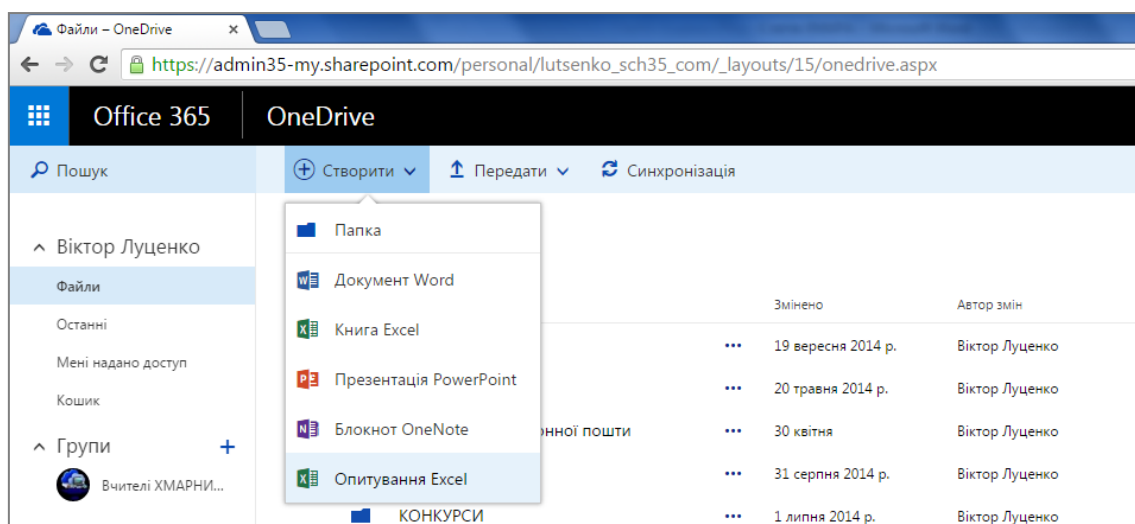 Файли – OneDrive
https://admin35-my.sharepoint.com/personal/lutsenko_sch35_com/_layouts/15/onedrive.aspx
Office 365 OneDrive
Пошук Створити Передати Синхронізація
Папка
Віктор Луценко
Документ Word
Файли
Змінено Автор змін
Останні
Книга Excel
19 вересня 2014 р. Віктор Луценко
Мені надано доступ
Презентація PowerPoint
20 травня 2014 р. Віктор Луценко
Кошик
Блокнот OneNote
нної пошти ••• 30 квітня Віктор Луценко
Групи +
Опитування Excel
31 серпня 2014 р. Віктор Луценко
Вчителі ХМАРНИ...
КОНКУРСИ ••• 1 липня 2014 р. Віктор Луценко